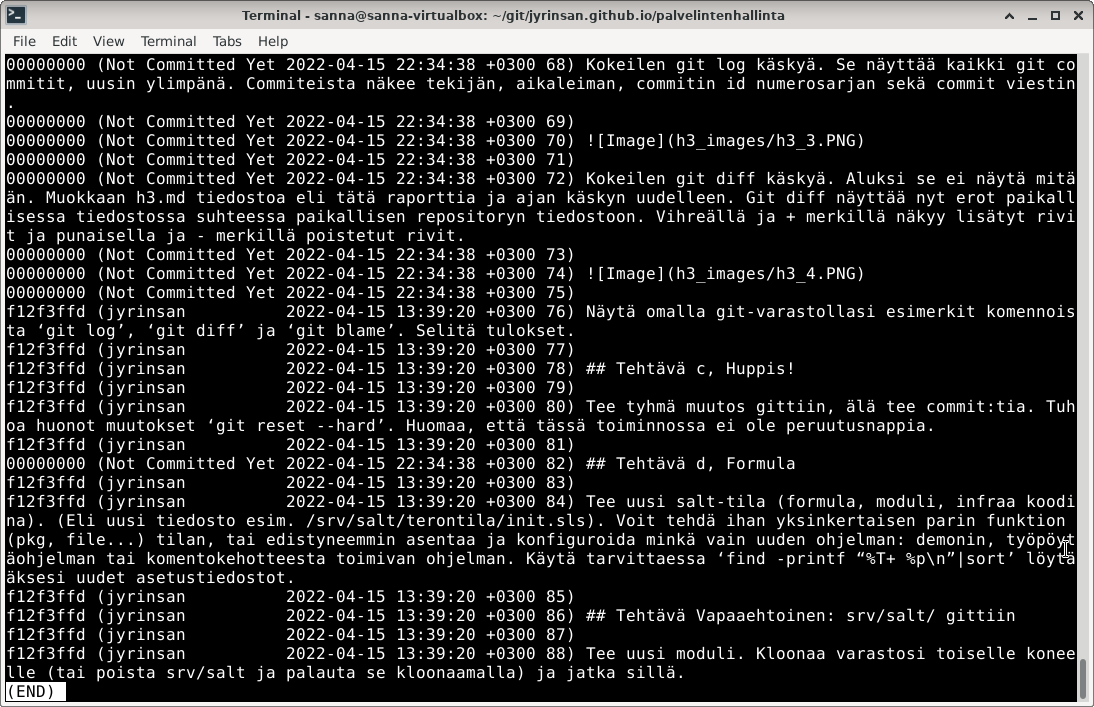 Terminal - sanna@sanna-virtualbox: ~/git/jyrinsan.github.io/palvelintenhallinta
File Edit View Terminal Tabs Help
00000000 (Not Committed Yet 2022-04-15 22:34:38 +0300 68) Kokeilen git log käskyä. Se näyttää kaikki git co
mmitit, uusin ylimpänä. Commiteista näkee tekijän, aikaleiman, commitin id numerosarjan sekä commit viestin
.
00000000 (Not Committed Yet 2022-04-15 22:34:38 +0300 69)
00000000 (Not Committed Yet 2022-04-15 22:34:38 +0300 70) ![Image](h3_images/h3_3.PNG)
00000000 (Not Committed Yet 2022-04-15 22:34:38 +0300 71)
00000000 (Not Committed Yet 2022-04-15 22:34:38 +0300 72) Kokeilen git diff käskyä. Aluksi se ei näytä mitä
än. Muokkaan h3.md tiedostoa eli tätä raporttia ja ajan käskyn uudelleen. Git diff näyttää nyt erot paikall
isessa tiedostossa suhteessa paikallisen repositoryn tiedostoon. Vihreällä ja + merkillä näkyy lisätyt rivi
t ja punaisella ja - merkillä poistetut rivit.
00000000 (Not Committed Yet 2022-04-15 22:34:38 +0300 73)
00000000 (Not Committed Yet 2022-04-15 22:34:38 +0300 74) ![Image](h3_images/h3_4.PNG)
00000000 (Not Committed Yet 2022-04-15 22:34:38 +0300 75)
f12f3ffd (jyrinsan          2022-04-15 13:39:20 +0300 76) Näytä omalla git-varastollasi esimerkit komennois
ta ‘git log’, ‘git diff’ ja ‘git blame’. Selitä tulokset.
f12f3ffd (jyrinsan          2022-04-15 13:39:20 +0300 77)
f12f3ffd (jyrinsan          2022-04-15 13:39:20 +0300 78) ## Tehtävä c, Huppis!
f12f3ffd (jyrinsan          2022-04-15 13:39:20 +0300 79)
f12f3ffd (jyrinsan          2022-04-15 13:39:20 +0300 80) Tee tyhmä muutos gittiin, älä tee commit:tia. Tuh
oa huonot muutokset ‘git reset --hard’. Huomaa, että tässä toiminnossa ei ole peruutusnappia.
f12f3ffd (jyrinsan          2022-04-15 13:39:20 +0300 81)
00000000 (Not Committed Yet 2022-04-15 22:34:38 +0300 82) ## Tehtävä d, Formula
f12f3ffd (jyrinsan          2022-04-15 13:39:20 +0300 83)
f12f3ffd (jyrinsan          2022-04-15 13:39:20 +0300 84) Tee uusi salt-tila (formula, moduli, infraa koodi
na). (Eli uusi tiedosto esim. /srv/salt/terontila/init.sls). Voit tehdä ihan yksinkertaisen parin funktion
(pkg, file...) tilan, tai edistyneemmin asentaa ja konfiguroida minkä vain uuden ohjelman: demonin, työpöyt
äohjelman tai komentokehotteesta toimivan ohjelman. Käytä tarvittaessa ‘find -printf “%T+ %p\n”|sort’ löytä
äksesi uudet asetustiedostot.
f12f3ffd (jyrinsan          2022-04-15 13:39:20 +0300 85)
f12f3ffd (jyrinsan          2022-04-15 13:39:20 +0300 86) ## Tehtävä Vapaaehtoinen: srv/salt/ gittiin
f12f3ffd (jyrinsan          2022-04-15 13:39:20 +0300 87)
f12f3ffd (jyrinsan          2022-04-15 13:39:20 +0300 88) Tee uusi moduli. Kloonaa varastosi toiselle konee
lle (tai poista srv/salt ja palauta se kloonaamalla) ja jatka sillä.
(END)